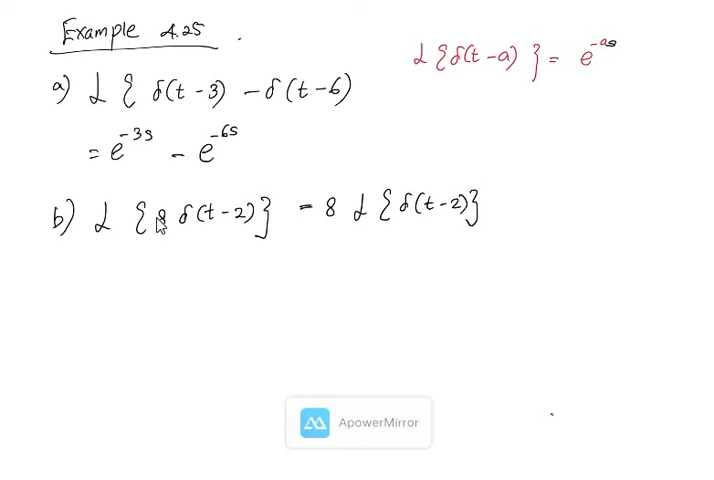 Example 4.25 .
ℒ{δ(t-a)} = e^{-as}
a) ℒ{ δ(t-3) - δ(t-6)
= e^{-3s} - e^{-6s}
b) ℒ{8 δ(t-2)} = 8 ℒ{δ(t-2)}
ApowerMirror